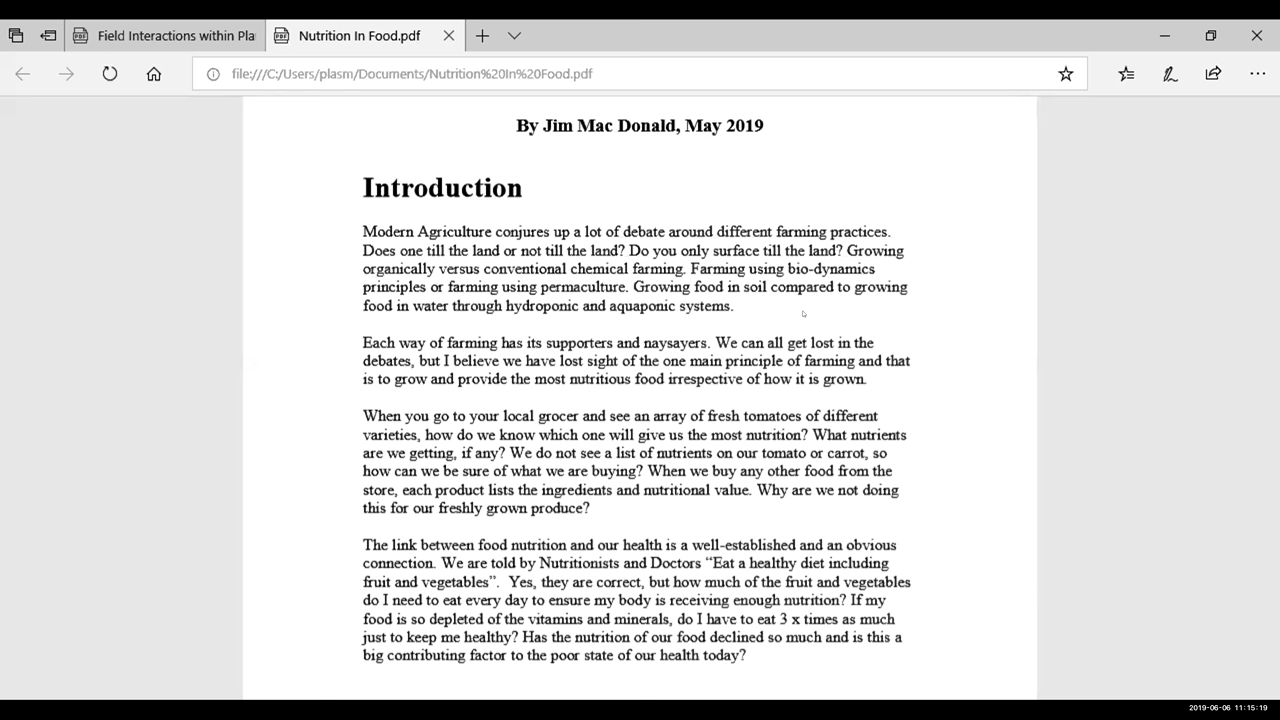 Field Interactions within Pla
Nutrition In Food.pdf
file:///C:/Users/plasm/Documents/Nutrition%20In%20Food.pdf
By Jim Mac Donald, May 2019
Introduction
Modern Agriculture conjures up a lot of debate around different farming practices.
Does one till the land or not till the land? Do you only surface till the land? Growing
organically versus conventional chemical farming. Farming using bio-dynamics
principles or farming using permaculture. Growing food in soil compared to growing
food in water through hydroponic and aquaponic systems.
Each way of farming has its supporters and naysayers. We can all get lost in the
debates, but I believe we have lost sight of the one main principle of farming and that
is to grow and provide the most nutritious food irrespective of how it is grown.
When you go to your local grocer and see an array of fresh tomatoes of different
varieties, how do we know which one will give us the most nutrition? What nutrients
are we getting, if any? We do not see a list of nutrients on our tomato or carrot, so
how can we be sure of what we are buying? When we buy any other food from the
store, each product lists the ingredients and nutritional value. Why are we not doing
this for our freshly grown produce?
The link between food nutrition and our health is a well-established and an obvious
connection. We are told by Nutritionists and Doctors “Eat a healthy diet including
fruit and vegetables”.  Yes, they are correct, but how much of the fruit and vegetables
do I need to eat every day to ensure my body is receiving enough nutrition? If my
food is so depleted of the vitamins and minerals, do I have to eat 3 x times as much
just to keep me healthy? Has the nutrition of our food declined so much and is this a
big contributing factor to the poor state of our health today?
2019-06-06 11:15:19